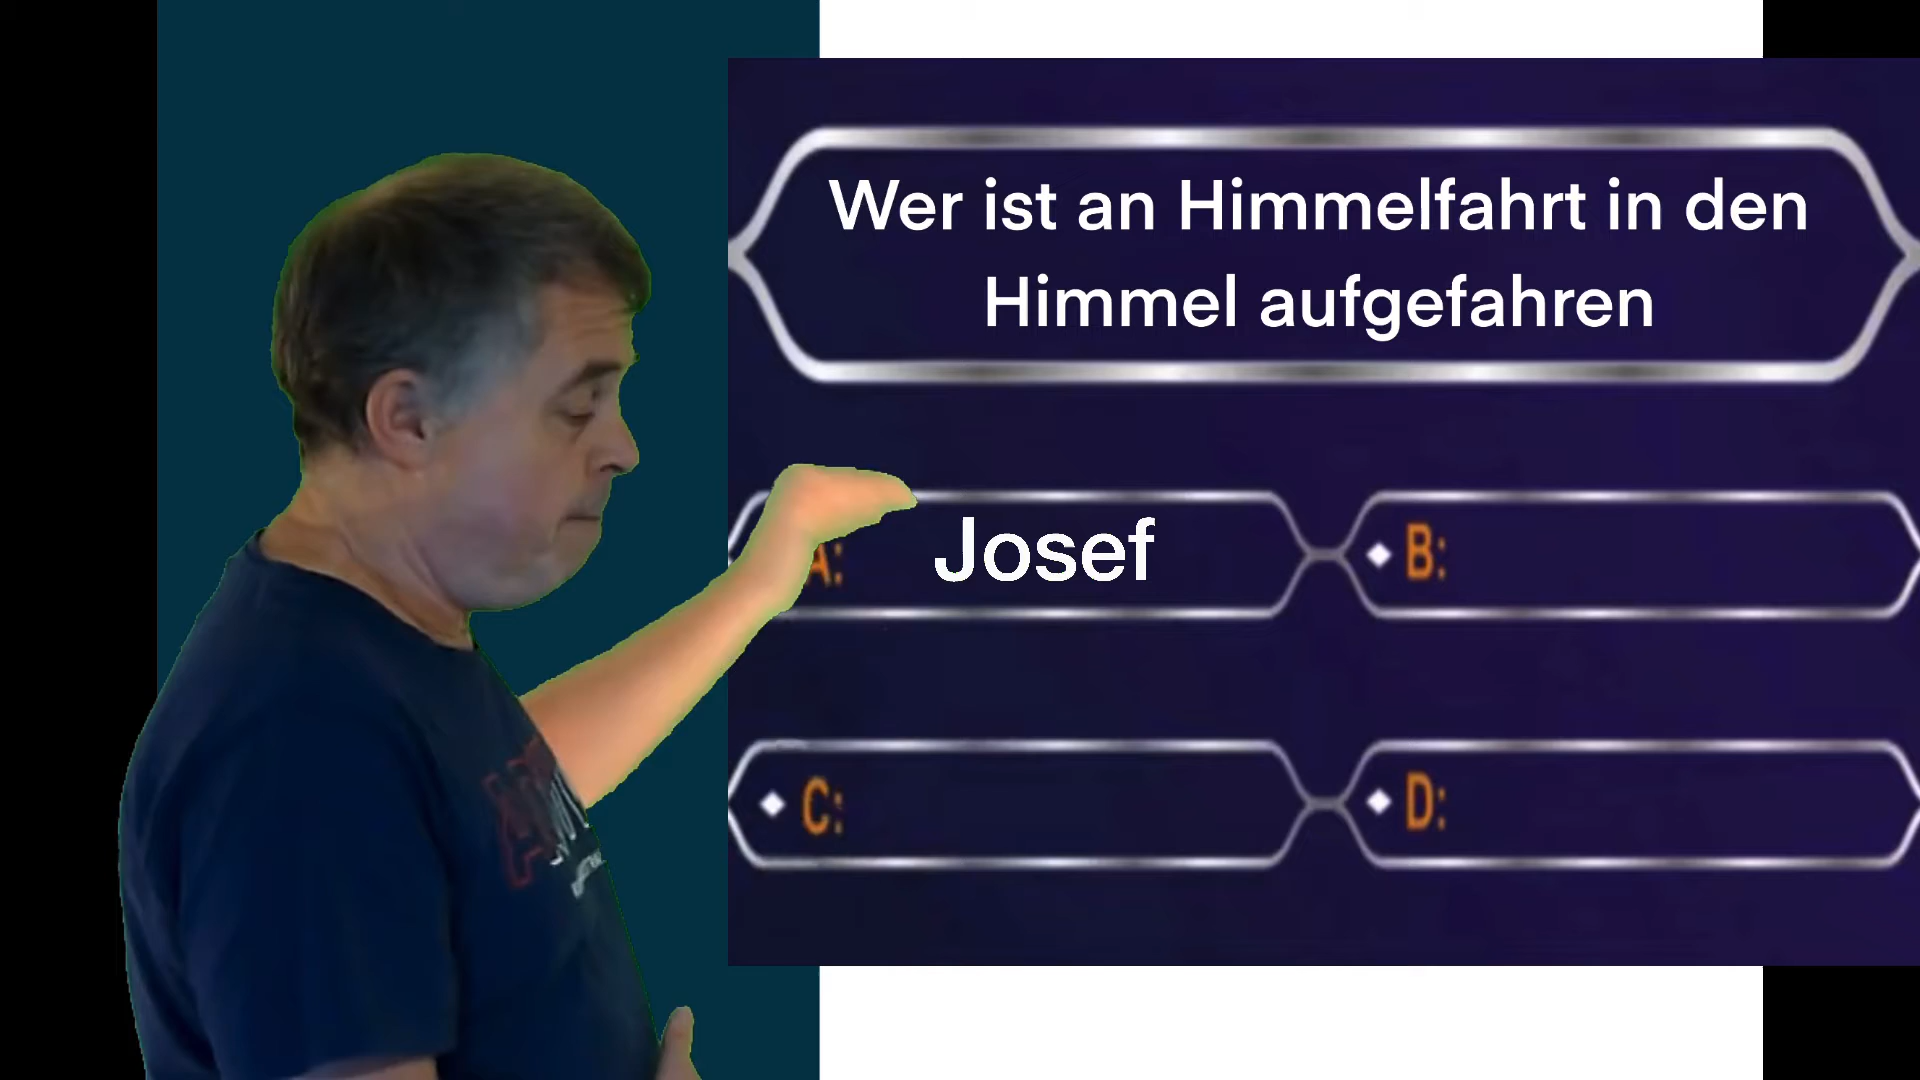 Wer ist an Himmelfahrt in den
Himmel aufgefahren
A: Josef
B:
C:
D: